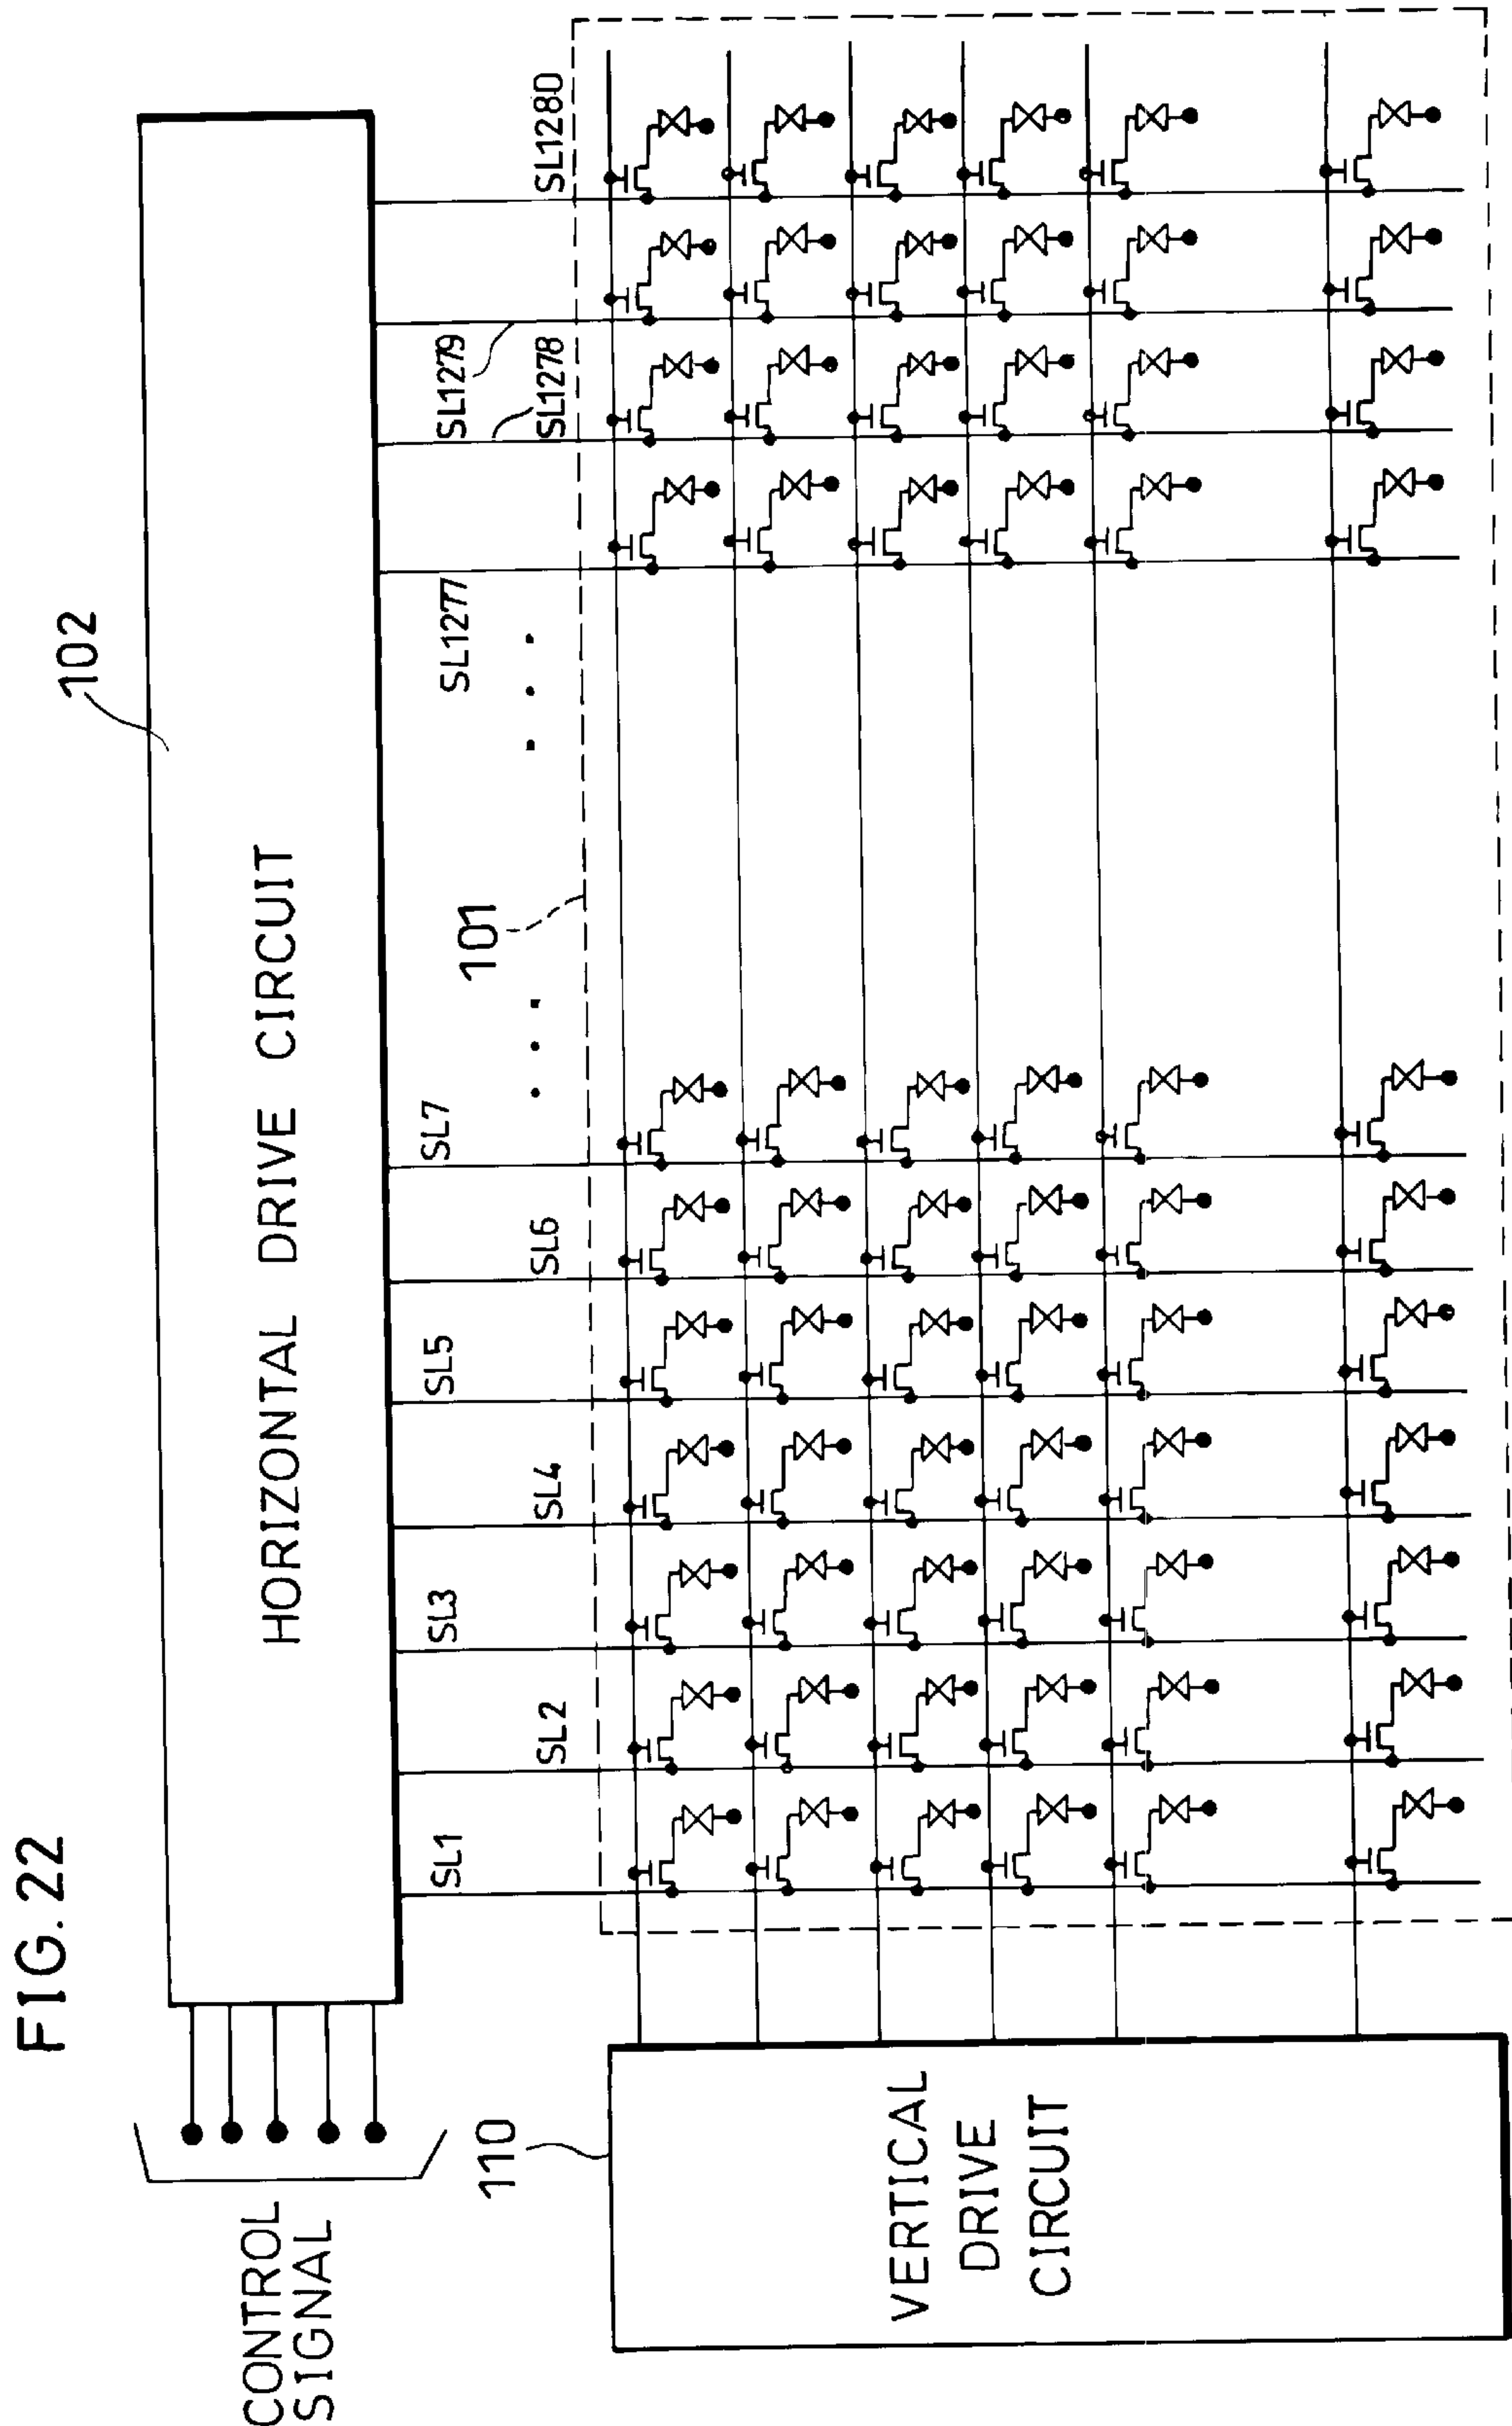 FIG. 22
102
HORIZONTAL DRIVE CIRCUIT
CONTROL
SIGNAL
SL1
SL2
SL3
SL4
SL5
SL6
SL7
. . .
101
. . .
SL1277
SL1278
SL1279
SL1280
110
VERTICAL
DRIVE
CIRCUIT